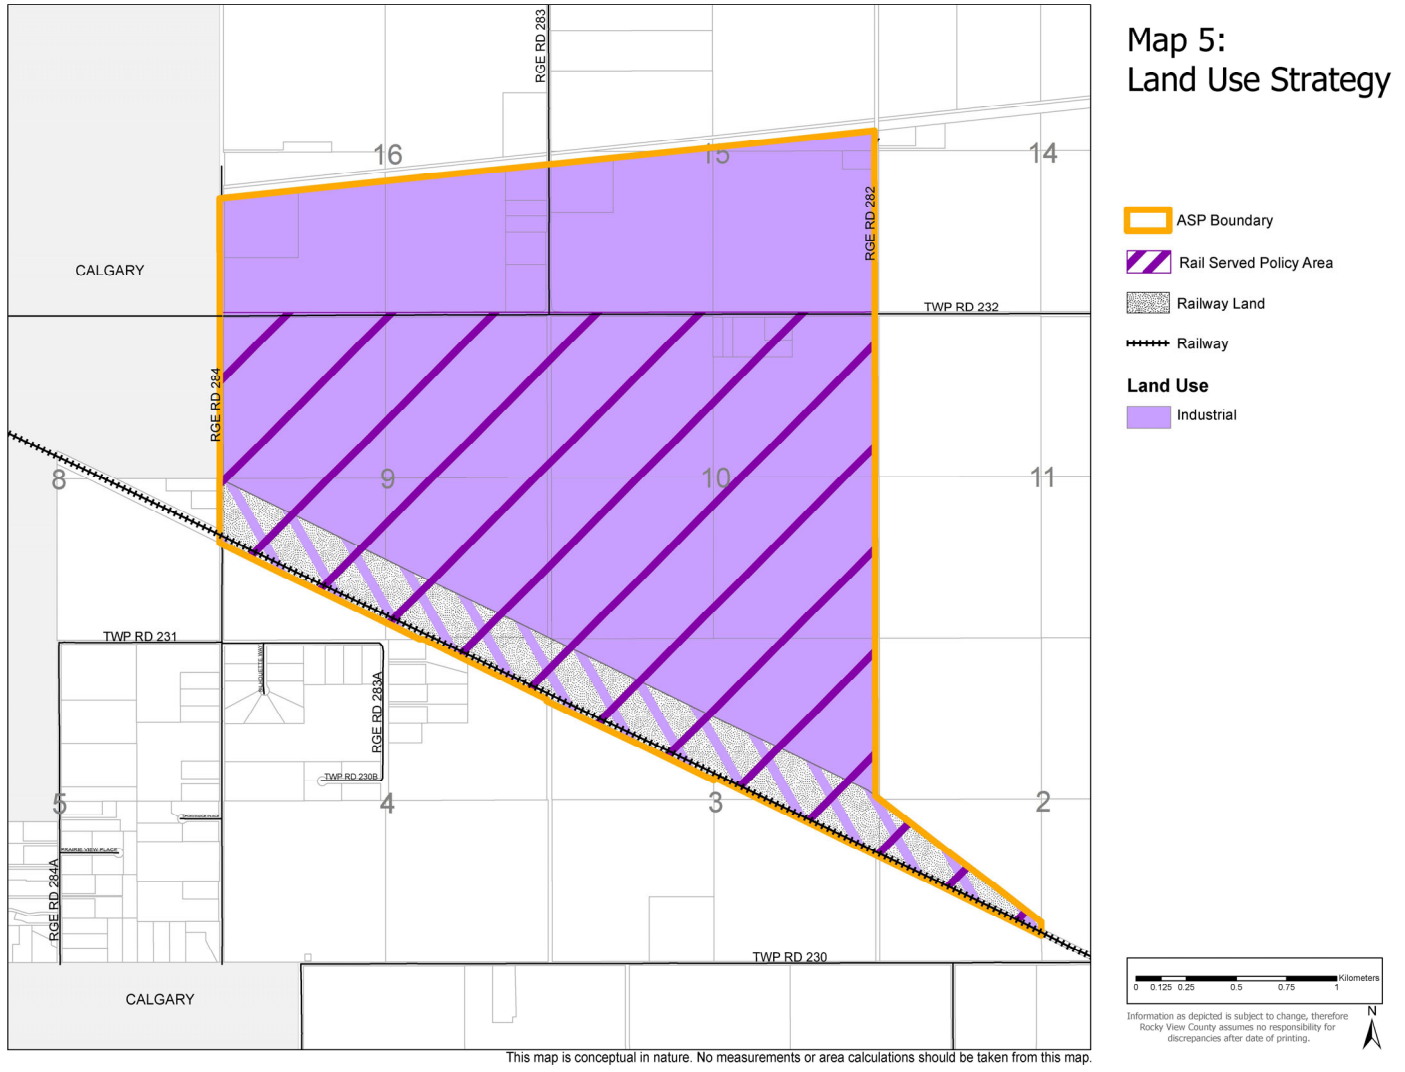 Map 5:
Land Use Strategy
RGE RD 283
16
15
14
RGE RD 282
CALGARY
ASP Boundary
Rail Served Policy Area
Railway Land
Railway
Land Use
Industrial
TWP RD 232
RGE RD 284
8
9
10
11
TWP RD 231
RGE RD 283A
TWP RD 230B
5
4
3
2
PRAIRIE VIEW PLACE
RGE RD 284A
TWP RD 230
CALGARY
Kilometers
0 0.125 0.25 0.5 0.75 1
Information as depicted is subject to change, therefore
Rocky View County assumes no responsibility for
discrepancies after date of printing.
N
This map is conceptual in nature. No measurements or area calculations should be taken from this map.